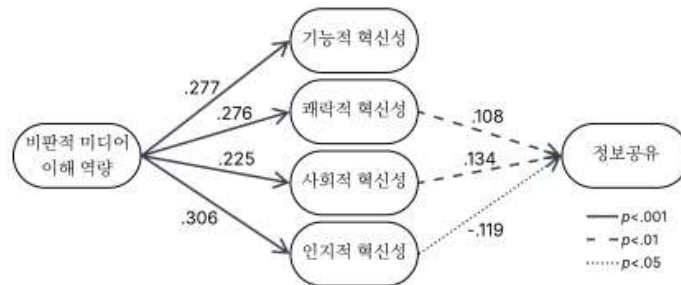 기능적 혁신성
.277
쾌락적 혁신성
.276
.108
비판적 미디어
이해 역량
정보공유
.225
.134
사회적 혁신성
.306
-.119
인지적 혁신성
p<.001
p<.01
p<.05